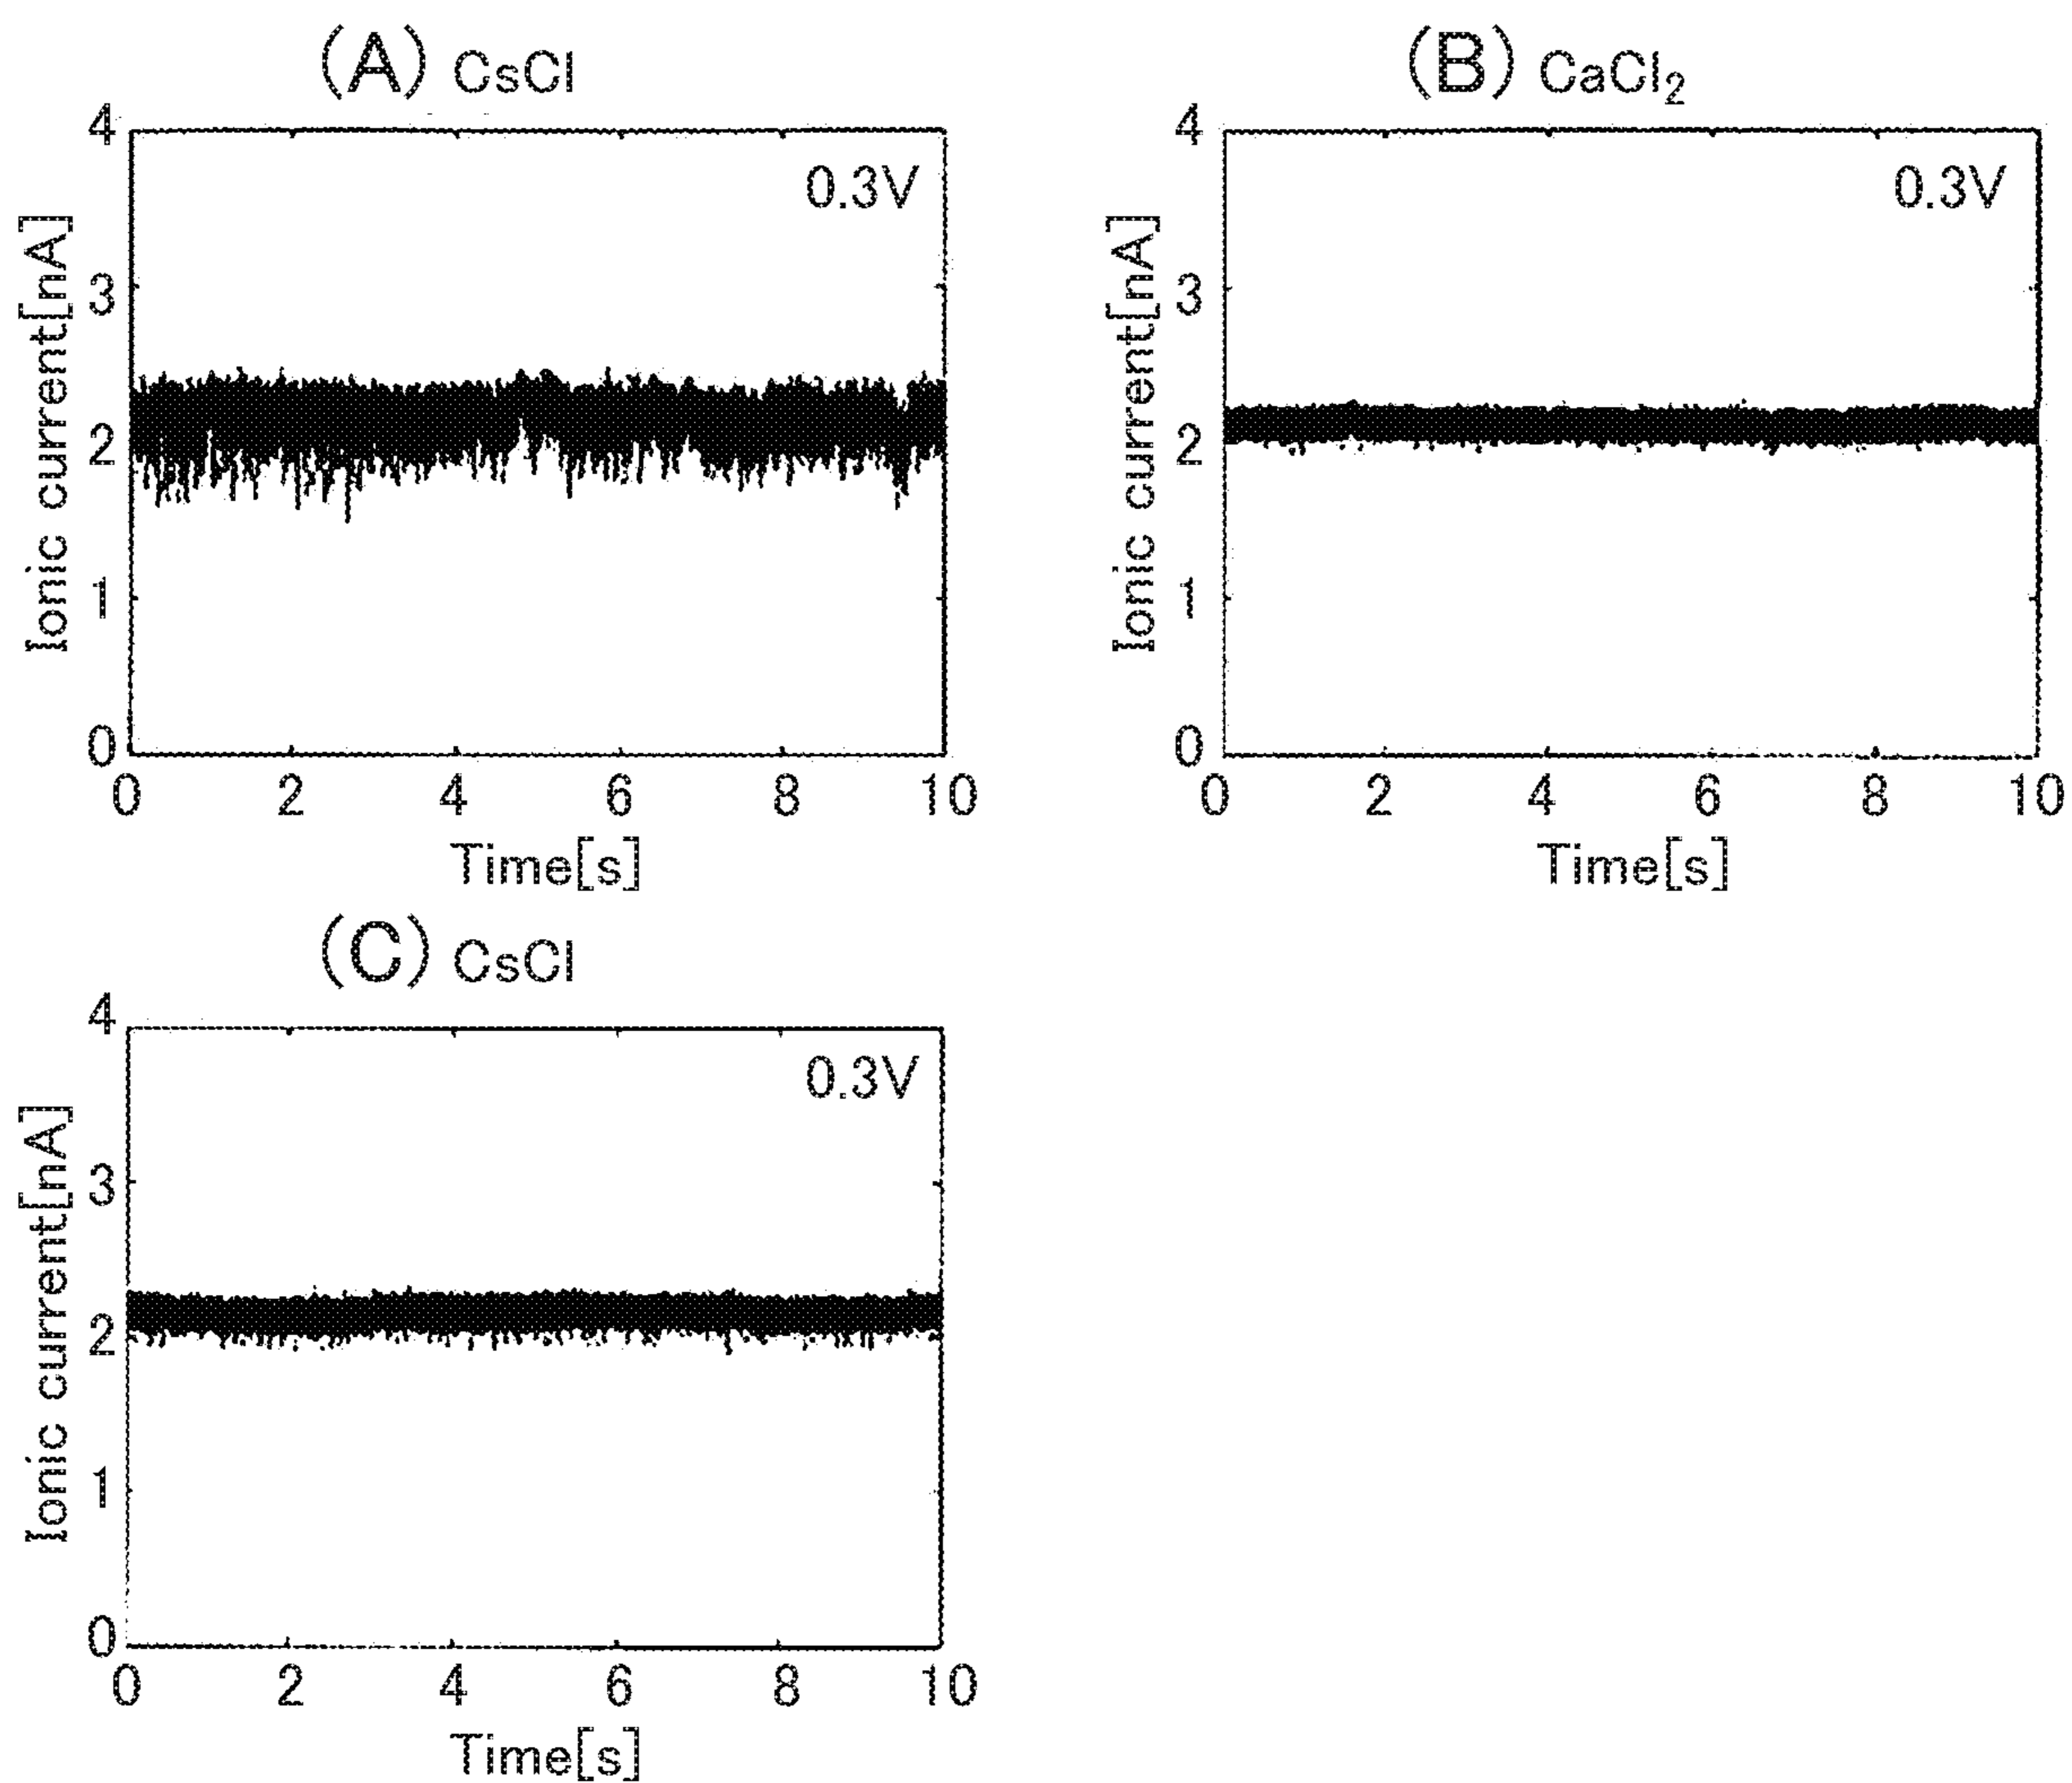 (A) CsCl
4
0.3V
3
2
1
0
Ionic current[nA]
0 2 4 6 8 10
Time[s]
(B) CaCl₂
4
0.3V
3
2
1
0
Ionic current[nA]
0 2 4 6 8 10
Time[s]
(C) CsCl
4
0.3V
3
2
1
0
Ionic current[nA]
0 2 4 6 8 10
Time[s]